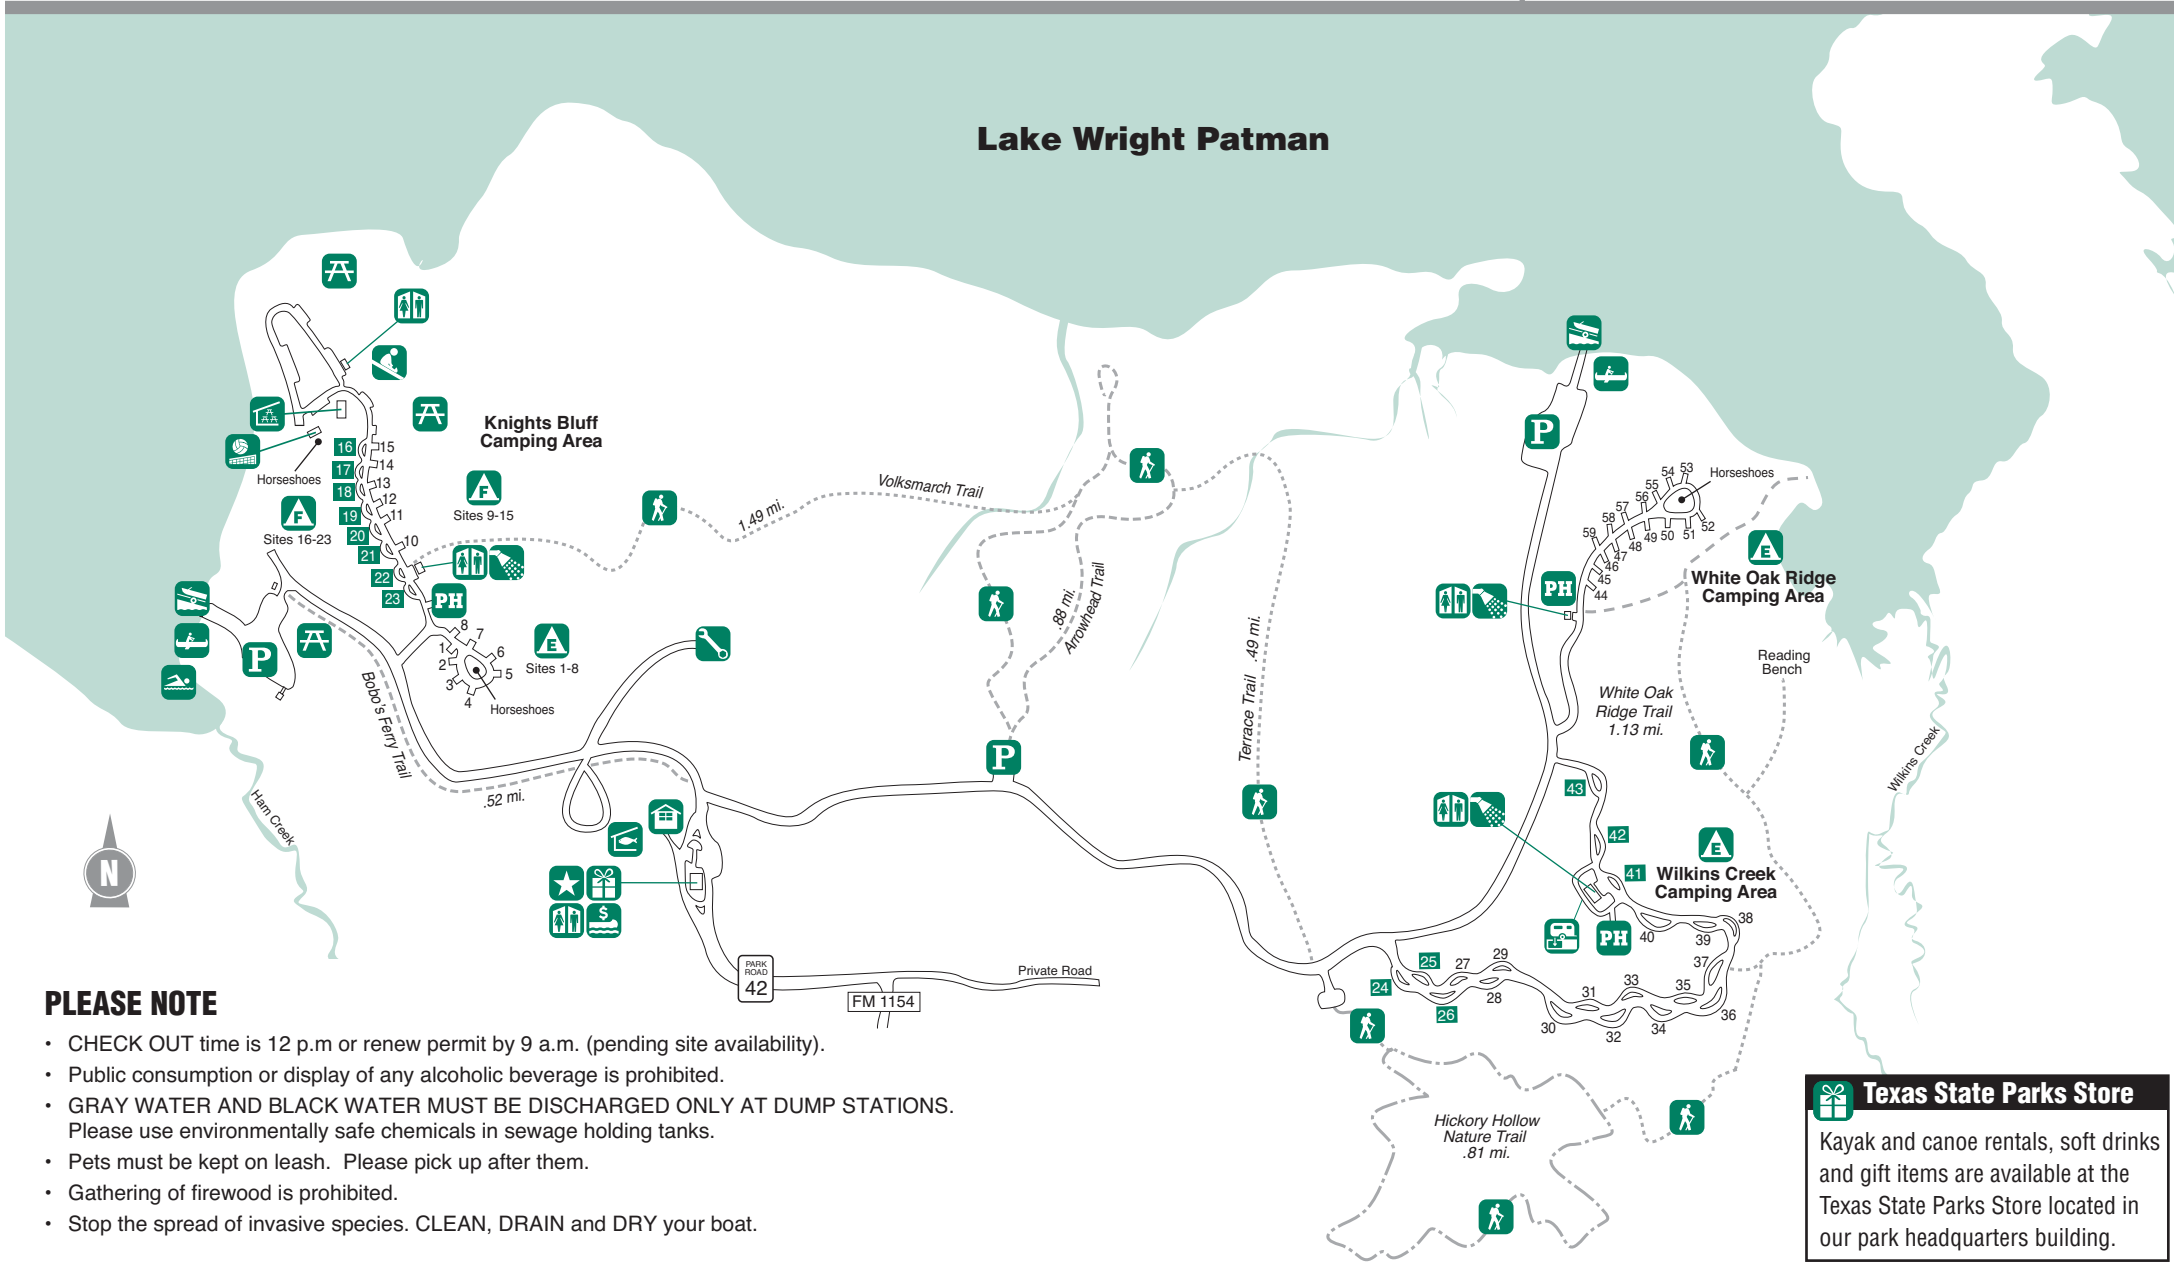 Lake Wright Patman
Knights Bluff
Camping Area
16
17
18
19
20
21
22
23
15
14
13
12
11
10
Horseshoes
F
Sites 16-23
F
Sites 9-15
PH
E
Sites 1-8
8
7
6
5
4
3
2
1
Horseshoes
P
Bobo's Ferry Trail
.52 mi.
Ham Creek
N
Volksmarch Trail
1.49 mi.
.88 mi.
Arrowhead Trail
P
Terrace Trail .49 mi.
P
54 53
Horseshoes
55
56
57
58
59
52
51
50
49
48
47
46
45
44
PH
E
White Oak Ridge
Camping Area
Reading
Bench
White Oak
Ridge Trail
1.13 mi.
Wilkins Creek
43
42
41
E
Wilkins Creek
Camping Area
PH
40
39
38
37
36
35
34
33
32
31
30
29
28
27
26
25
24
$
PARK
ROAD
42
FM 1154
Private Road
Hickory Hollow
Nature Trail
.81 mi.
PLEASE NOTE
• CHECK OUT time is 12 p.m or renew permit by 9 a.m. (pending site availability).
• Public consumption or display of any alcoholic beverage is prohibited.
• GRAY WATER AND BLACK WATER MUST BE DISCHARGED ONLY AT DUMP STATIONS.
Please use environmentally safe chemicals in sewage holding tanks.
• Pets must be kept on leash. Please pick up after them.
• Gathering of firewood is prohibited.
• Stop the spread of invasive species. CLEAN, DRAIN and DRY your boat.
Texas State Parks Store
Kayak and canoe rentals, soft drinks
and gift items are available at the
Texas State Parks Store located in
our park headquarters building.